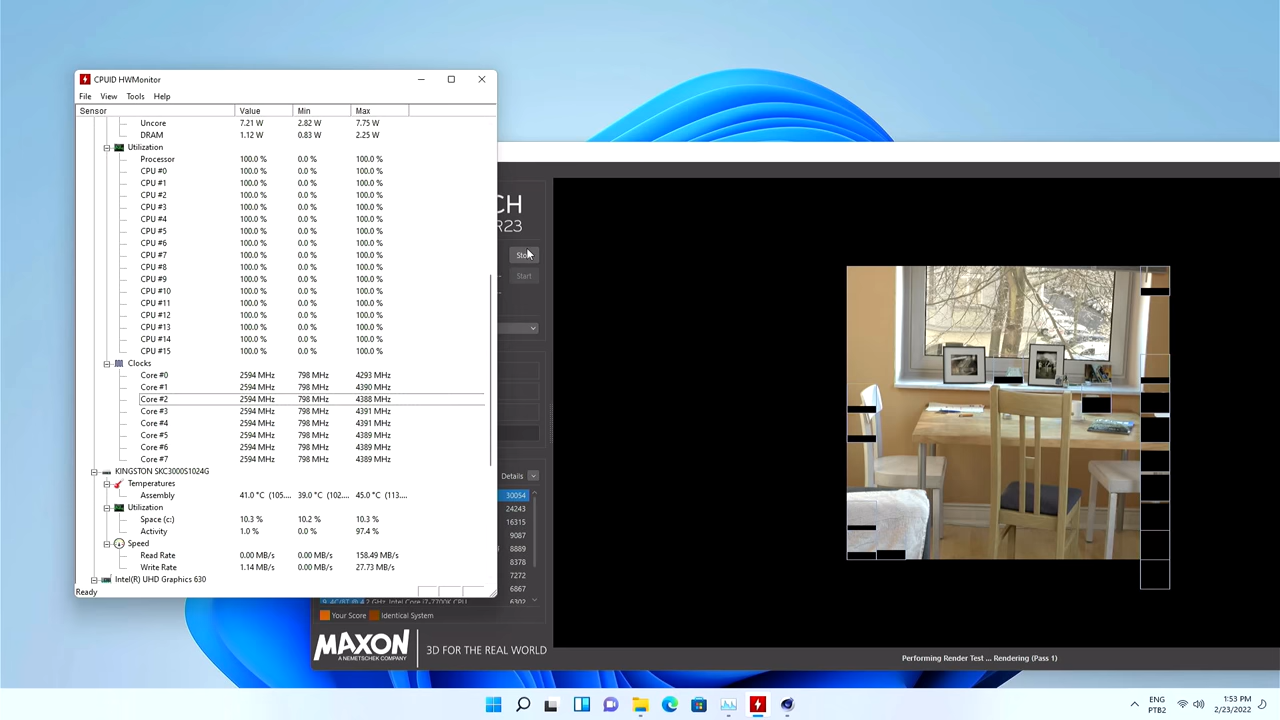 CPUID HWMonitor
File View Tools Help
Sensor Value Min Max
Uncore 7.21 W 2.82 W 7.75 W
DRAM 1.12 W 0.83 W 2.25 W
Utilization
Processor 100.0 % 0.0 % 100.0 %
CPU #0 100.0 % 0.0 % 100.0 %
CPU #1 100.0 % 0.0 % 100.0 %
CPU #2 100.0 % 0.0 % 100.0 %
CPU #3 100.0 % 0.0 % 100.0 %
CPU #4 100.0 % 0.0 % 100.0 %
CPU #5 100.0 % 0.0 % 100.0 %
CPU #6 100.0 % 0.0 % 100.0 %
CPU #7 100.0 % 0.0 % 100.0 %
CPU #8 100.0 % 0.0 % 100.0 %
CPU #9 100.0 % 0.0 % 100.0 %
CPU #10 100.0 % 0.0 % 100.0 %
CPU #11 100.0 % 0.0 % 100.0 %
CPU #12 100.0 % 0.0 % 100.0 %
CPU #13 100.0 % 0.0 % 100.0 %
CPU #14 100.0 % 0.0 % 100.0 %
CPU #15 100.0 % 0.0 % 100.0 %
Clocks
Core #0 2594 MHz 798 MHz 4293 MHz
Core #1 2594 MHz 798 MHz 4390 MHz
Core #2 2594 MHz 798 MHz 4388 MHz
Core #3 2594 MHz 798 MHz 4391 MHz
Core #4 2594 MHz 798 MHz 4391 MHz
Core #5 2594 MHz 798 MHz 4389 MHz
Core #6 2594 MHz 798 MHz 4389 MHz
Core #7 2594 MHz 798 MHz 4389 MHz
KINGSTON SKC3000S1024G
Temperatures
Assembly 41.0 °C (105.... 39.0 °C (102.... 45.0 °C (113....
Utilization
Space (c:) 10.3 % 10.2 % 10.3 %
Activity 1.0 % 0.0 % 97.4 %
Speed
Read Rate 0.00 MB/s 0.00 MB/s 158.49 MB/s
Write Rate 1.14 MB/s 0.00 MB/s 27.73 MB/s
Intel(R) UHD Graphics 630
Ready
CH
R23
Start
Details
30054
24243
16315
9087
8889
8378
7272
6867
6302
Your Score Identical System
MAXON
A NEMETSCHEK COMPANY
3D FOR THE REAL WORLD
Performing Render Test ... Rendering (Pass 1)
ENG
PTB2
1:53 PM
2/23/2022